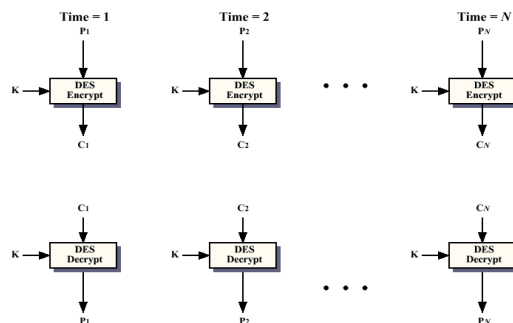 Time = 1 Time = 2 Time = N
P1 P2 PN
K DES Encrypt K DES Encrypt K DES Encrypt
C1 C2 CN
C1 C2 CN
K DES Decrypt K DES Decrypt K DES Decrypt
P1 P2 PN